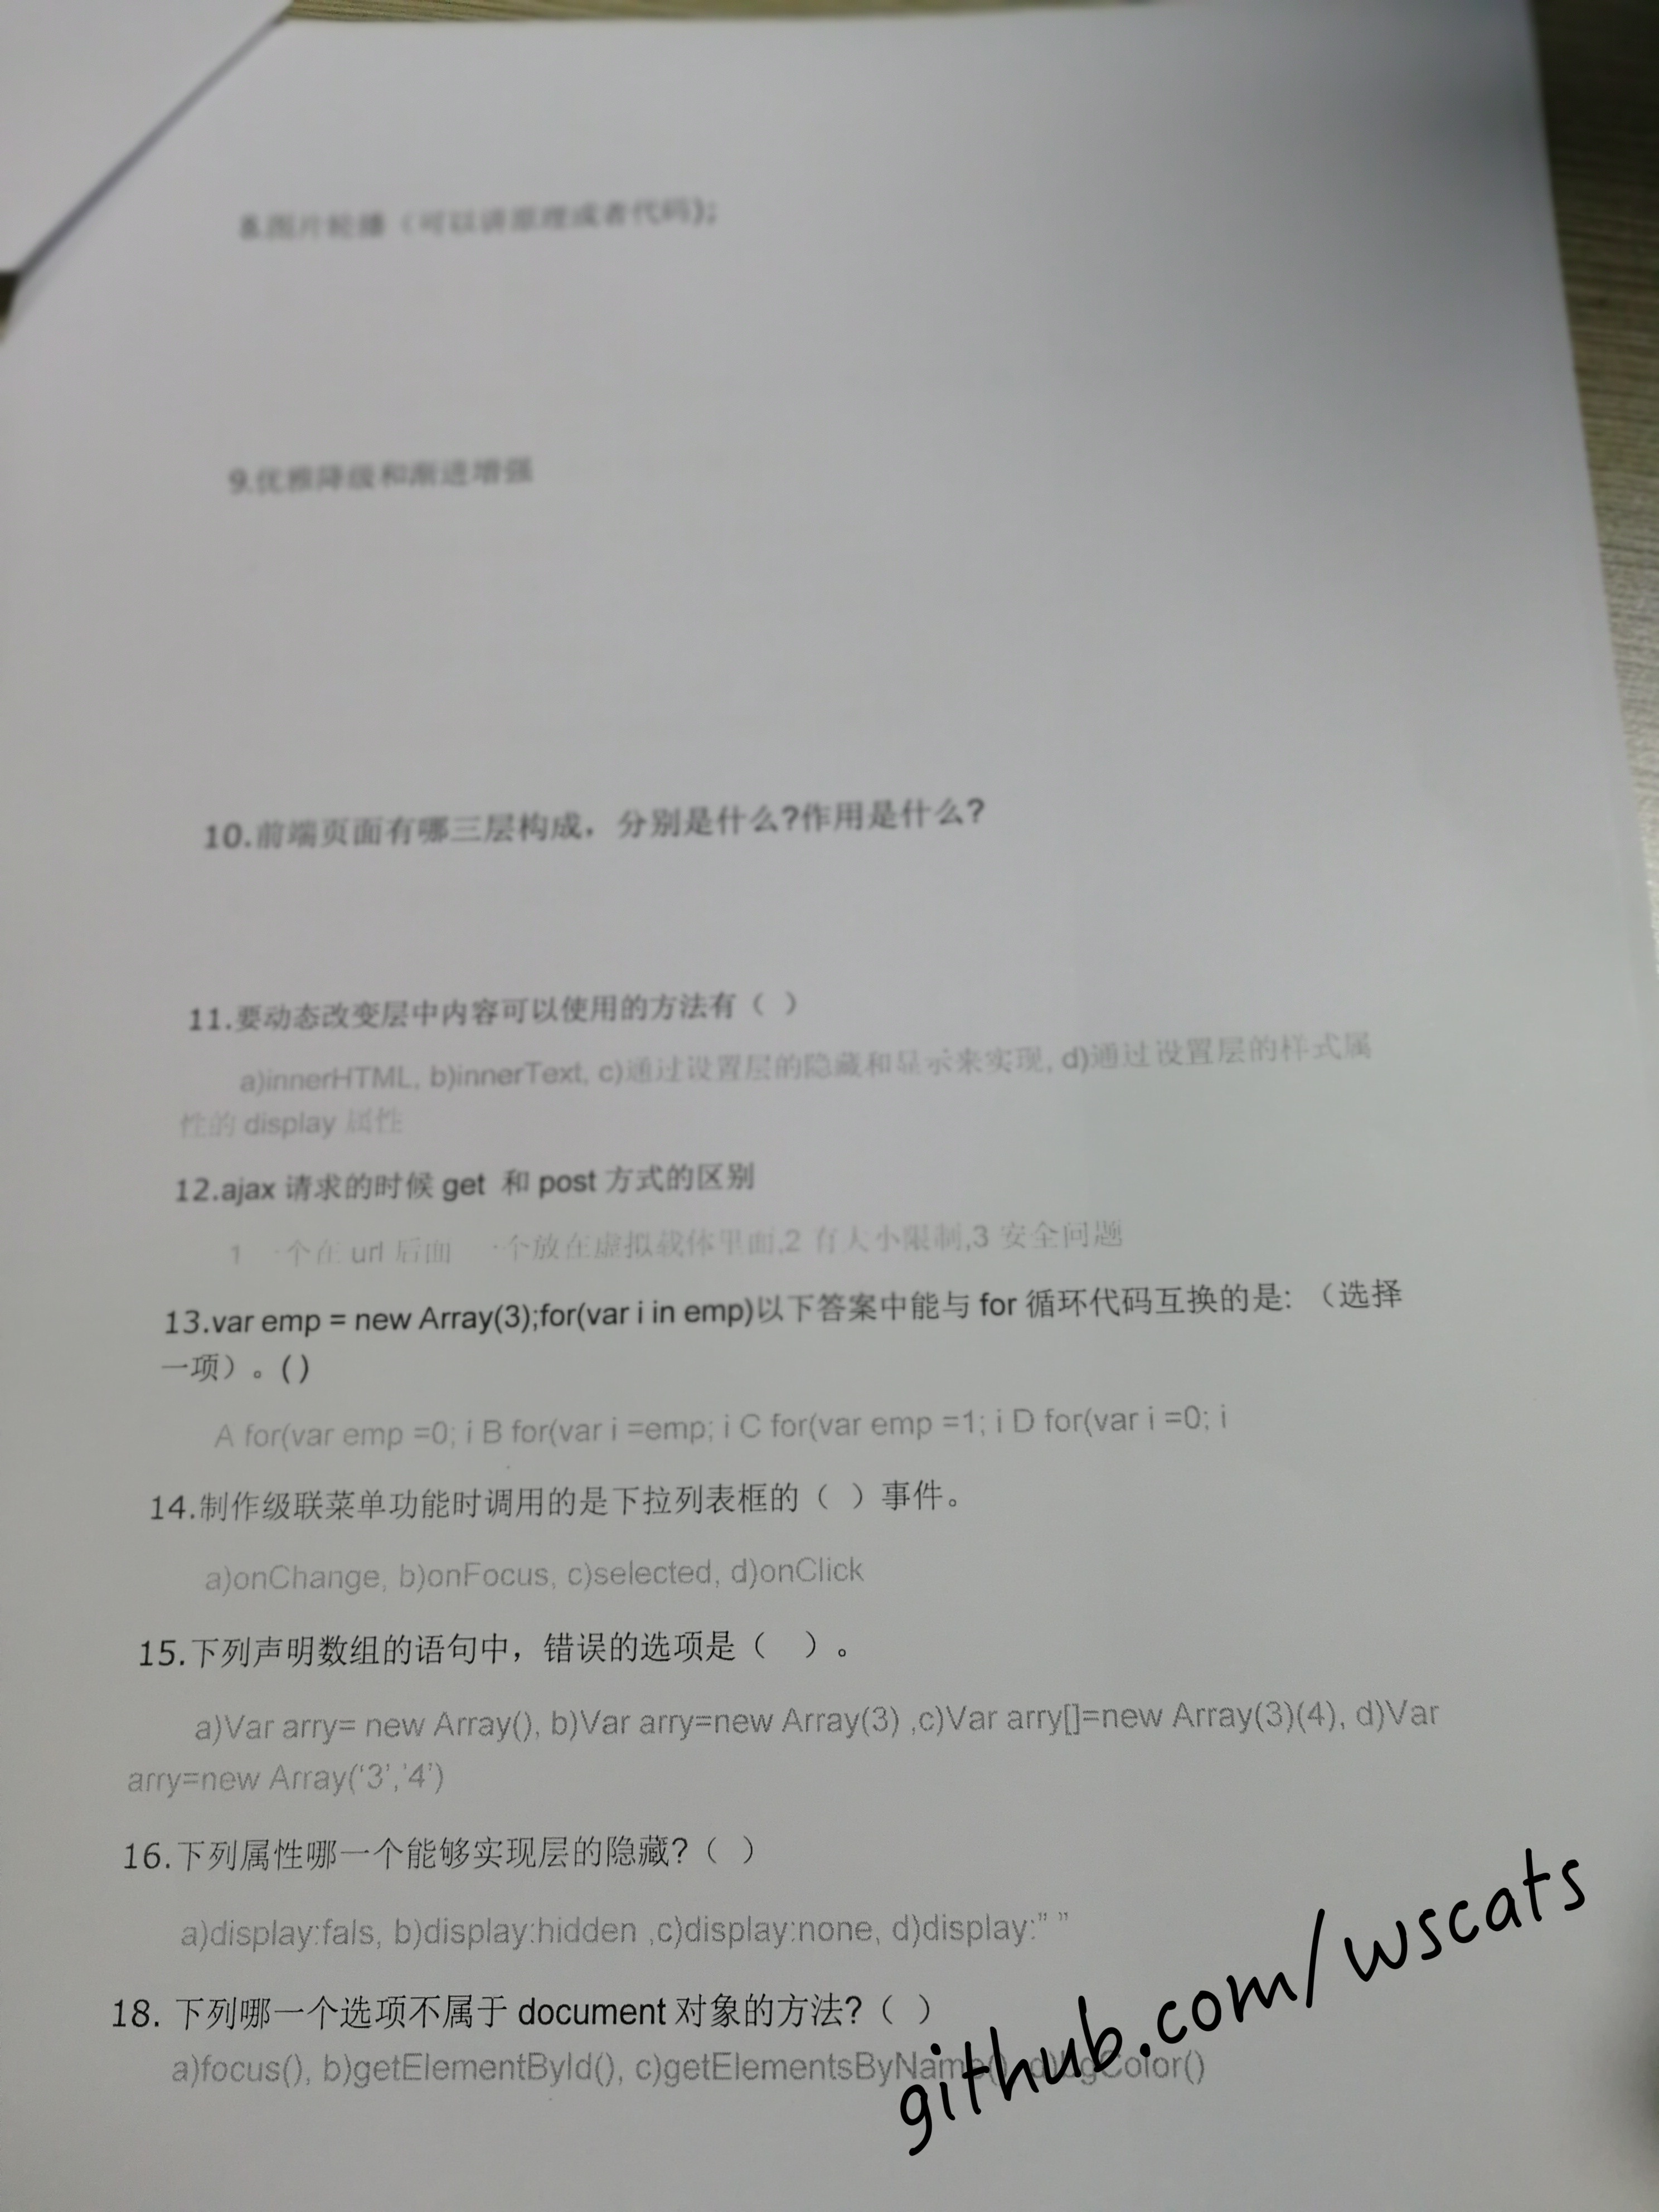 8.图片轮播（可以讲原理或者代码);
9.优雅降级和渐进增强
10.前端页面有哪三层构成，分别是什么?作用是什么?
11.要动态改变层中内容可以使用的方法有（ ）
a)innerHTML, b)innerText, c)通过设置层的隐藏和显示来实现, d)通过设置层的样式属
性的 display 属性
12.ajax 请求的时候 get 和 post 方式的区别
1 一个在 url 后面 一个放在虚拟载体里面,2 有大小限制,3 安全问题
13.var emp = new Array(3);for(var i in emp)以下答案中能与 for 循环代码互换的是: （选择
一项）。( )
A for(var emp =0; i B for(var i =emp; i C for(var emp =1; i D for(var i =0; i
14.制作级联菜单功能时调用的是下拉列表框的（ ）事件。
a)onChange, b)onFocus, c)selected, d)onClick
15.下列声明数组的语句中，错误的选项是（ ）。
a)Var arry= new Array(), b)Var arry=new Array(3) ,c)Var arry[]=new Array(3)(4), d)Var
arry=new Array(‘3’,’4’)
16.下列属性哪一个能够实现层的隐藏?（ ）
a)display:fals, b)display:hidden ,c)display:none, d)display:” ”
18. 下列哪一个选项不属于 document 对象的方法?（ ）
a)focus(), b)getElementById(), c)getElementsByName(), d)bgColor()
github.com/wscats